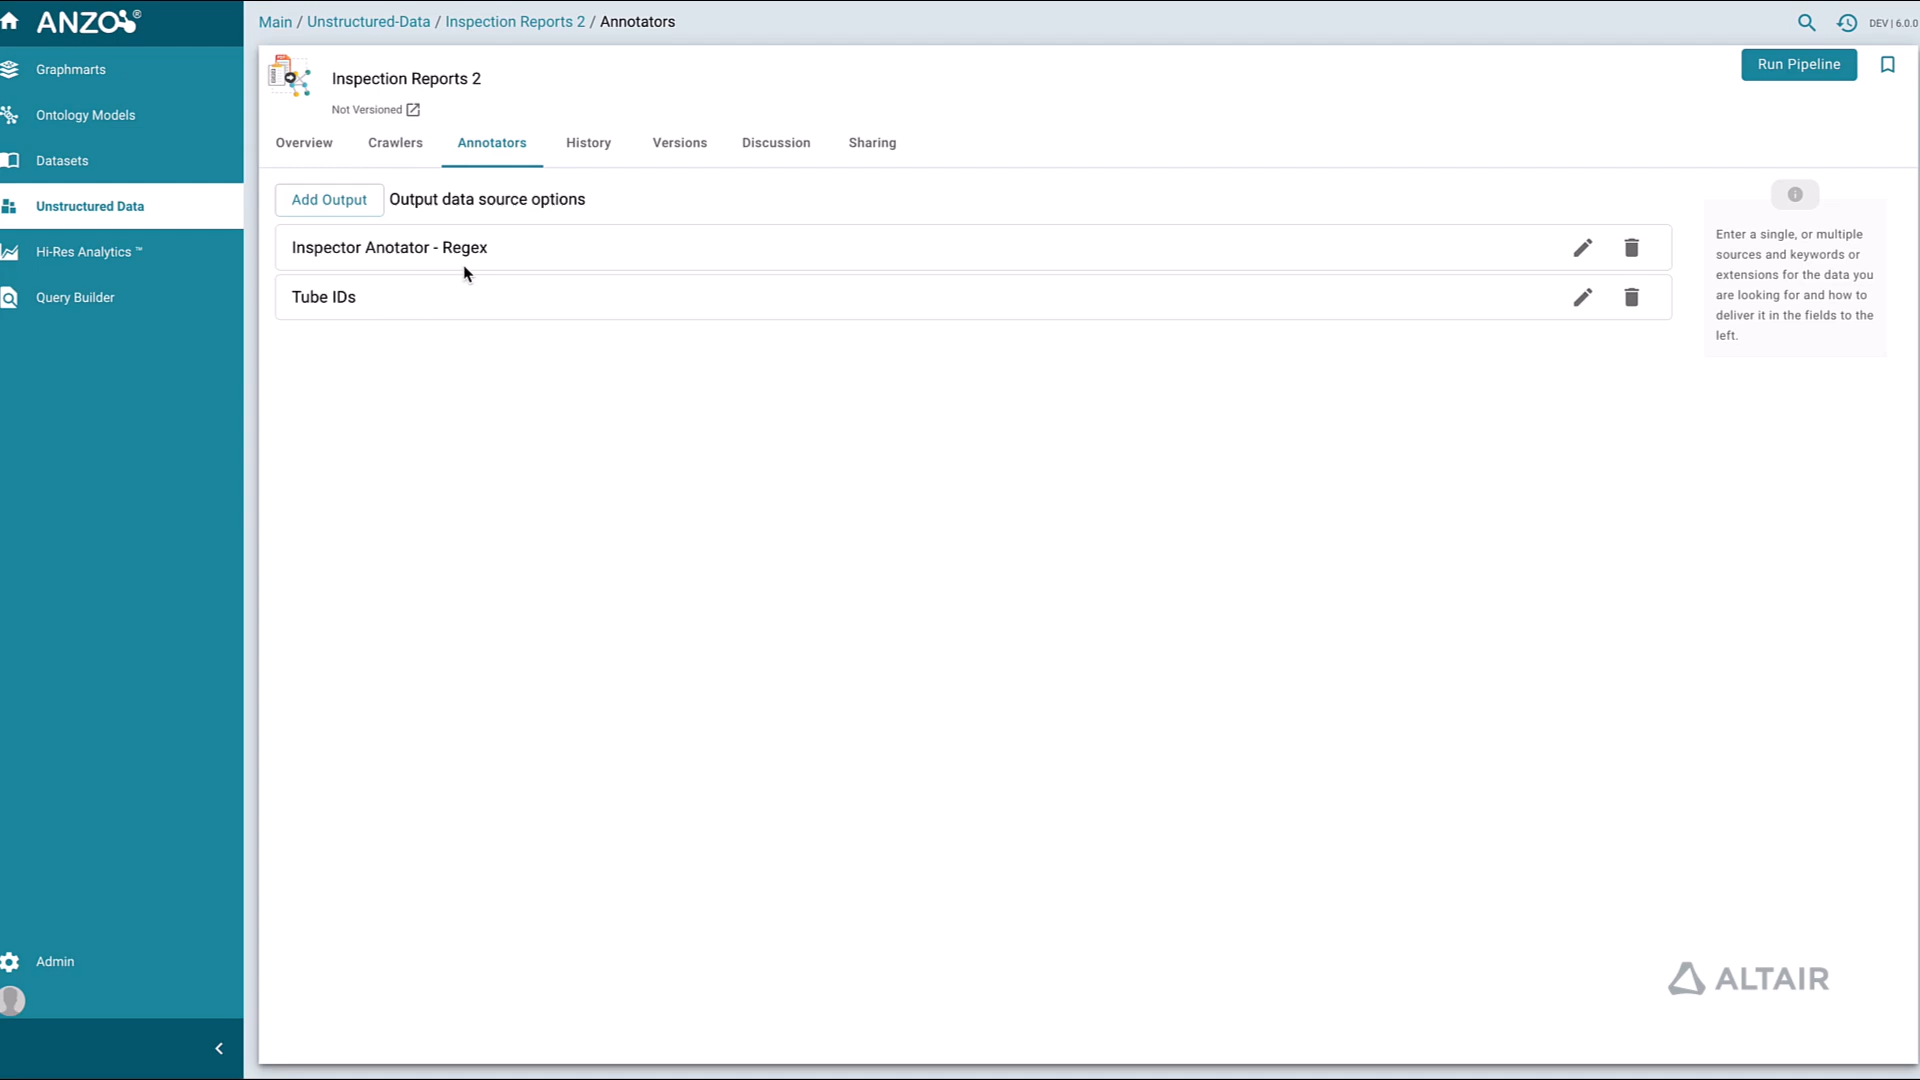 ANZO®
Main / Unstructured-Data / Inspection Reports 2 / Annotators
DEV | 6.0.0
Graphmarts
Ontology Models
Datasets
Unstructured Data
Hi-Res Analytics ™
Query Builder
Admin
Inspection Reports 2
Not Versioned
Run Pipeline
Overview
Crawlers
Annotators
History
Versions
Discussion
Sharing
Add Output
Output data source options
Inspector Anotator - Regex
Tube IDs
Enter a single, or multiple
sources and keywords or
extensions for the data you
are looking for and how to
deliver it in the fields to the
left.
ALTAIR